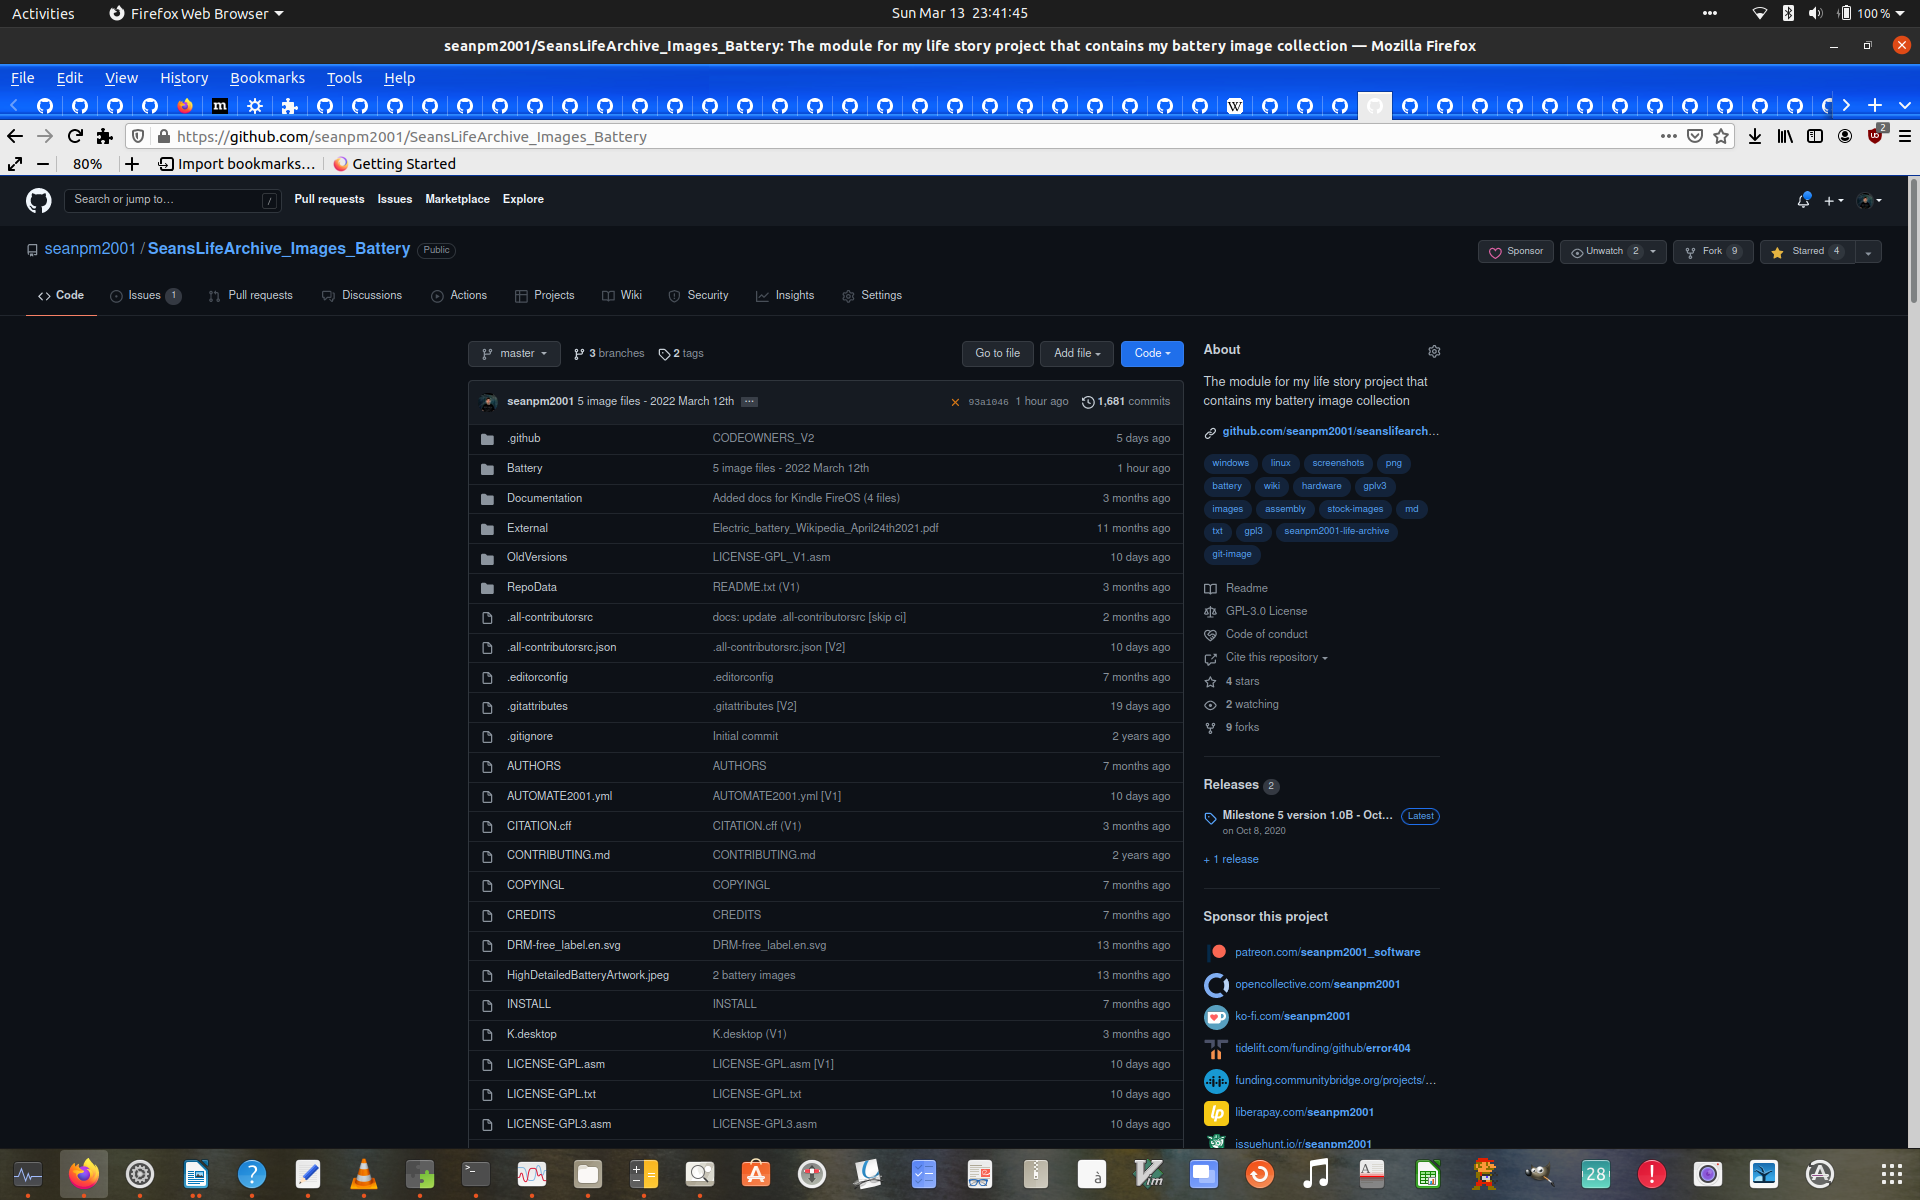 Activities
Firefox Web Browser
Sun Mar 13 23:41:45
100 %
seanpm2001/SeansLifeArchive_Images_Battery: The module for my life story project that contains my battery image collection — Mozilla Firefox
File Edit View History Bookmarks Tools Help
https://github.com/seanpm2001/SeansLifeArchive_Images_Battery
2
80% Import bookmarks... Getting Started
Search or jump to... /
Pull requests Issues Marketplace Explore
seanpm2001 / SeansLifeArchive_Images_Battery Public
Sponsor Unwatch 2 Fork 9 Starred 4
Code Issues 1 Pull requests Discussions Actions Projects Wiki Security Insights Settings
master 3 branches 2 tags Go to file Add file Code
seanpm2001 5 image files - 2022 March 12th 93a1046 1 hour ago 1,681 commits
.github CODEOWNERS_V2 5 days ago
Battery 5 image files - 2022 March 12th 1 hour ago
Documentation Added docs for Kindle FireOS (4 files) 3 months ago
External Electric_battery_Wikipedia_April24th2021.pdf 11 months ago
OldVersions LICENSE-GPL_V1.asm 10 days ago
RepoData README.txt (V1) 3 months ago
.all-contributorsrc docs: update .all-contributorsrc [skip ci] 2 months ago
.all-contributorsrc.json .all-contributorsrc.json [V2] 10 days ago
.editorconfig .editorconfig 7 months ago
.gitattributes .gitattributes [V2] 19 days ago
.gitignore Initial commit 2 years ago
AUTHORS AUTHORS 7 months ago
AUTOMATE2001.yml AUTOMATE2001.yml [V1] 10 days ago
CITATION.cff CITATION.cff (V1) 3 months ago
CONTRIBUTING.md CONTRIBUTING.md 2 years ago
COPYINGL COPYINGL 7 months ago
CREDITS CREDITS 7 months ago
DRM-free_label.en.svg DRM-free_label.en.svg 13 months ago
HighDetailedBatteryArtwork.jpeg 2 battery images 13 months ago
INSTALL INSTALL 7 months ago
K.desktop K.desktop (V1) 3 months ago
LICENSE-GPL.asm LICENSE-GPL.asm [V1] 10 days ago
LICENSE-GPL.txt LICENSE-GPL.txt 10 days ago
LICENSE-GPL3.asm LICENSE-GPL3.asm 10 days ago
About
The module for my life story project that
contains my battery image collection
github.com/seanpm2001/seanslifearch...
windows linux screenshots png
battery wiki hardware gplv3
images assembly stock-images md
txt gpl3 seanpm2001-life-archive
git-image
Readme
GPL-3.0 License
Code of conduct
Cite this repository
4 stars
2 watching
9 forks
Releases 2
Milestone 5 version 1.0B - Oct... Latest
on Oct 8, 2020
+ 1 release
Sponsor this project
patreon.com/seanpm2001_software
opencollective.com/seanpm2001
ko-fi.com/seanpm2001
tidelift.com/funding/github/error404
funding.communitybridge.org/projects/...
liberapay.com/seanpm2001
issuehunt.io/r/seanpm2001
28